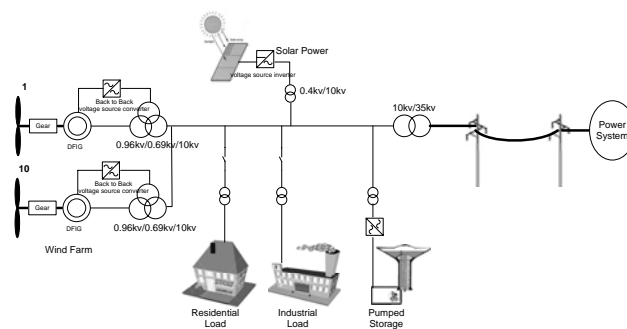 Solar Power
voltage source inverter
0.4kv/10kv
10kv/35kv
Power
System
1
Gear
DFIG
Back to Back
voltage source converter
0.96kv/0.69kv/10kv
10
Gear
DFIG
Back to Back
voltage source converter
0.96kv/0.69kv/10kv
Wind Farm
Residential
Load
Industrial
Load
Pumped
Storage